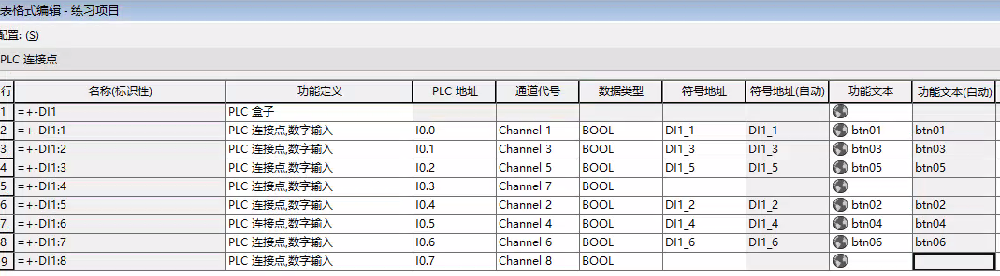 表格式编辑 - 练习项目
配置: (S)
PLC 连接点
行 名称(标识性) 功能定义 PLC 地址 通道代号 数据类型 符号地址 符号地址(自动) 功能文本 功能文本(自动)
1 =+-DI1 PLC 盒子
2 =+-DI1:1 PLC 连接点,数字输入 I0.0 Channel 1 BOOL DI1_1 DI1_1 btn01 btn01
3 =+-DI1:2 PLC 连接点,数字输入 I0.1 Channel 3 BOOL DI1_3 DI1_3 btn03 btn03
4 =+-DI1:3 PLC 连接点,数字输入 I0.2 Channel 5 BOOL DI1_5 DI1_5 btn05 btn05
5 =+-DI1:4 PLC 连接点,数字输入 I0.3 Channel 7 BOOL
6 =+-DI1:5 PLC 连接点,数字输入 I0.4 Channel 2 BOOL DI1_2 DI1_2 btn02 btn02
7 =+-DI1:6 PLC 连接点,数字输入 I0.5 Channel 4 BOOL DI1_4 DI1_4 btn04 btn04
8 =+-DI1:7 PLC 连接点,数字输入 I0.6 Channel 6 BOOL DI1_6 DI1_6 btn06 btn06
9 =+-DI1:8 PLC 连接点,数字输入 I0.7 Channel 8 BOOL